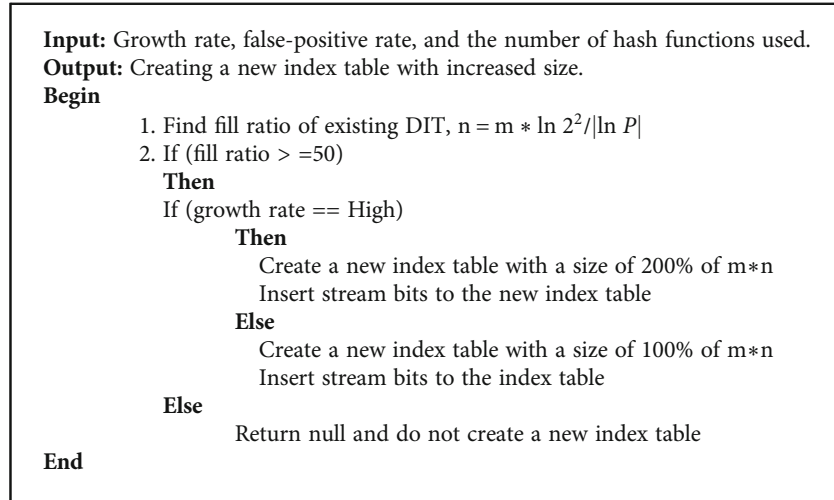 Input: Growth rate, false-positive rate, and the number of hash functions used.
Output: Creating a new index table with increased size.
Begin
1. Find fill ratio of existing DIT, n = m ∗ ln 2²/|ln P|
2. If (fill ratio > =50)
Then
If (growth rate == High)
Then
Create a new index table with a size of 200% of m∗n
Insert stream bits to the new index table
Else
Create a new index table with a size of 100% of m∗n
Insert stream bits to the index table
Else
Return null and do not create a new index table
End